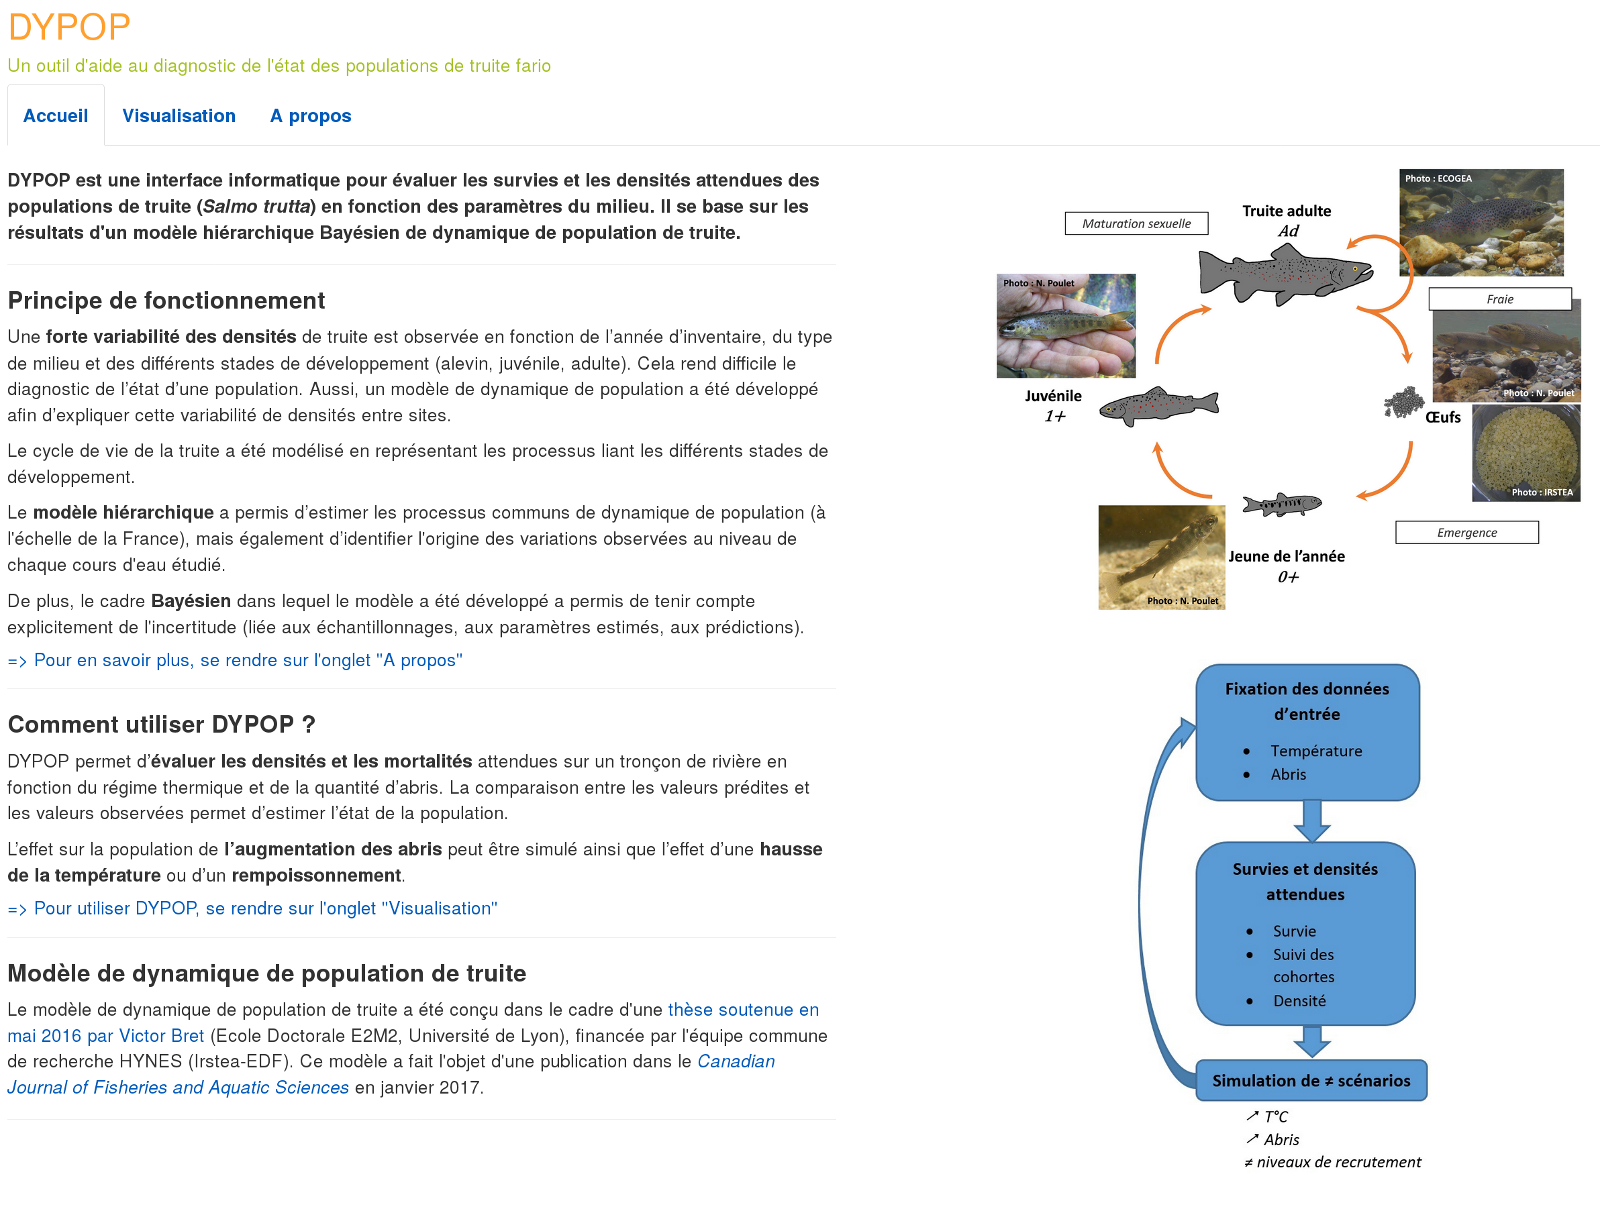 DYPOP
Un outil d'aide au diagnostic de l'état des populations de truite fario
Accueil
Visualisation
A propos
DYPOP est une interface informatique pour évaluer les survies et les densités attendues des
populations de truite (Salmo trutta) en fonction des paramètres du milieu. Il se base sur les
résultats d'un modèle hiérarchique Bayésien de dynamique de population de truite.
Principe de fonctionnement
Une forte variabilité des densités de truite est observée en fonction de l’année d’inventaire, du type
de milieu et des différents stades de développement (alevin, juvénile, adulte). Cela rend difficile le
diagnostic de l’état d’une population. Aussi, un modèle de dynamique de population a été développé
afin d’expliquer cette variabilité de densités entre sites.
Le cycle de vie de la truite a été modélisé en représentant les processus liant les différents stades de
développement.
Le modèle hiérarchique a permis d’estimer les processus communs de dynamique de population (à
l'échelle de la France), mais également d’identifier l'origine des variations observées au niveau de
chaque cours d'eau étudié.
De plus, le cadre Bayésien dans lequel le modèle a été développé a permis de tenir compte
explicitement de l'incertitude (liée aux échantillonnages, aux paramètres estimés, aux prédictions).
=> Pour en savoir plus, se rendre sur l'onglet "A propos"
Comment utiliser DYPOP ?
DYPOP permet d’évaluer les densités et les mortalités attendues sur un tronçon de rivière en
fonction du régime thermique et de la quantité d’abris. La comparaison entre les valeurs prédites et
les valeurs observées permet d’estimer l’état de la population.
L’effet sur la population de l’augmentation des abris peut être simulé ainsi que l’effet d’une hausse
de la température ou d’un rempoissonnement.
=> Pour utiliser DYPOP, se rendre sur l'onglet "Visualisation"
Modèle de dynamique de population de truite
Le modèle de dynamique de population de truite a été conçu dans le cadre d'une thèse soutenue en
mai 2016 par Victor Bret (Ecole Doctorale E2M2, Université de Lyon), financée par l'équipe commune
de recherche HYNES (Irstea-EDF). Ce modèle a fait l'objet d'une publication dans le Canadian
Journal of Fisheries and Aquatic Sciences en janvier 2017.
Photo : ECOGEA
Truite adulte
Ad
Maturation sexuelle
Photo : N. Poulet
Fraie
Photo : N. Poulet
Juvénile
1+
Œufs
Photo : IRSTEA
Emergence
Jeune de l’année
0+
Photo : N. Poulet
Fixation des données
d’entrée
• Température
• Abris
Survies et densités
attendues
• Survie
• Suivi des
cohortes
• Densité
Simulation de ≠ scénarios
↗ T°C
↗ Abris
≠ niveaux de recrutement